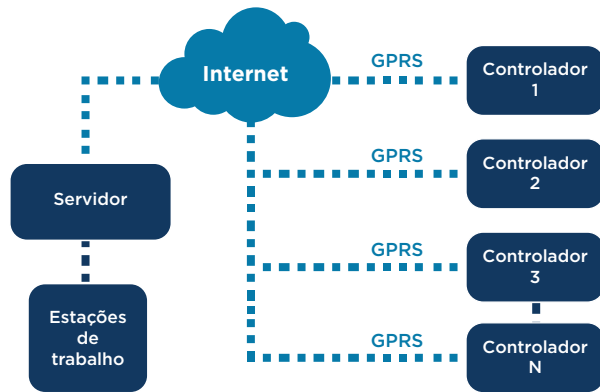 Internet
GPRS
Controlador
1
GPRS
Controlador
2
Servidor
GPRS
Controlador
3
Estações
de
trabalho
GPRS
Controlador
N